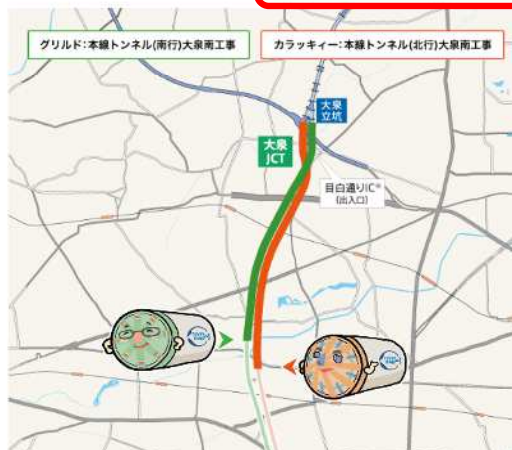 グリルド:本線トンネル(南行)大泉南工事
カラッキィー:本線トンネル(北行)大泉南工事
大泉
立坑
大泉
JCT
目白通りIC※
(出入口)